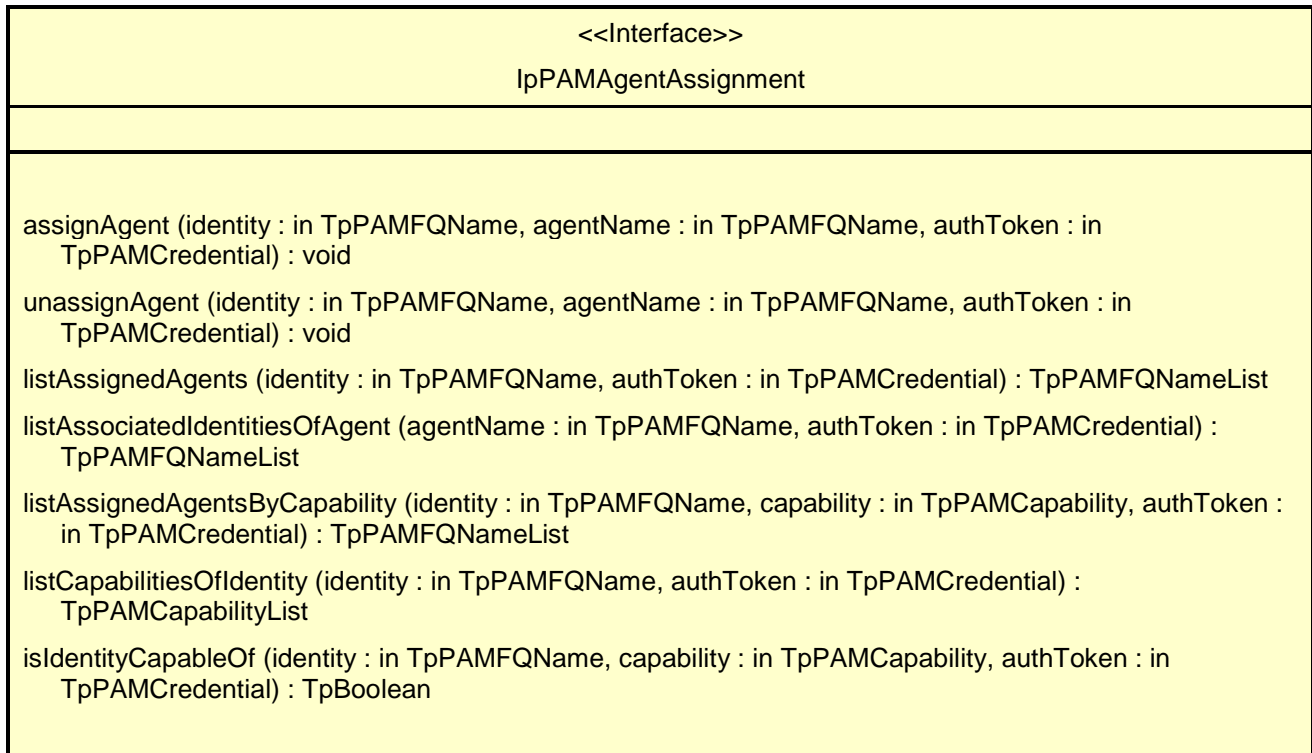 <<Interface>>
IpPAMAgentAssignment
assignAgent (identity : in TpPAMFQName, agentName : in TpPAMFQName, authToken : in
TpPAMCredential) : void
unassignAgent (identity : in TpPAMFQName, agentName : in TpPAMFQName, authToken : in
TpPAMCredential) : void
listAssignedAgents (identity : in TpPAMFQName, authToken : in TpPAMCredential) : TpPAMFQNameList
listAssociatedIdentitiesOfAgent (agentName : in TpPAMFQName, authToken : in TpPAMCredential) :
TpPAMFQNameList
listAssignedAgentsByCapability (identity : in TpPAMFQName, capability : in TpPAMCapability, authToken :
in TpPAMCredential) : TpPAMFQNameList
listCapabilitiesOfIdentity (identity : in TpPAMFQName, authToken : in TpPAMCredential) :
TpPAMCapabilityList
isIdentityCapableOf (identity : in TpPAMFQName, capability : in TpPAMCapability, authToken : in
TpPAMCredential) : TpBoolean